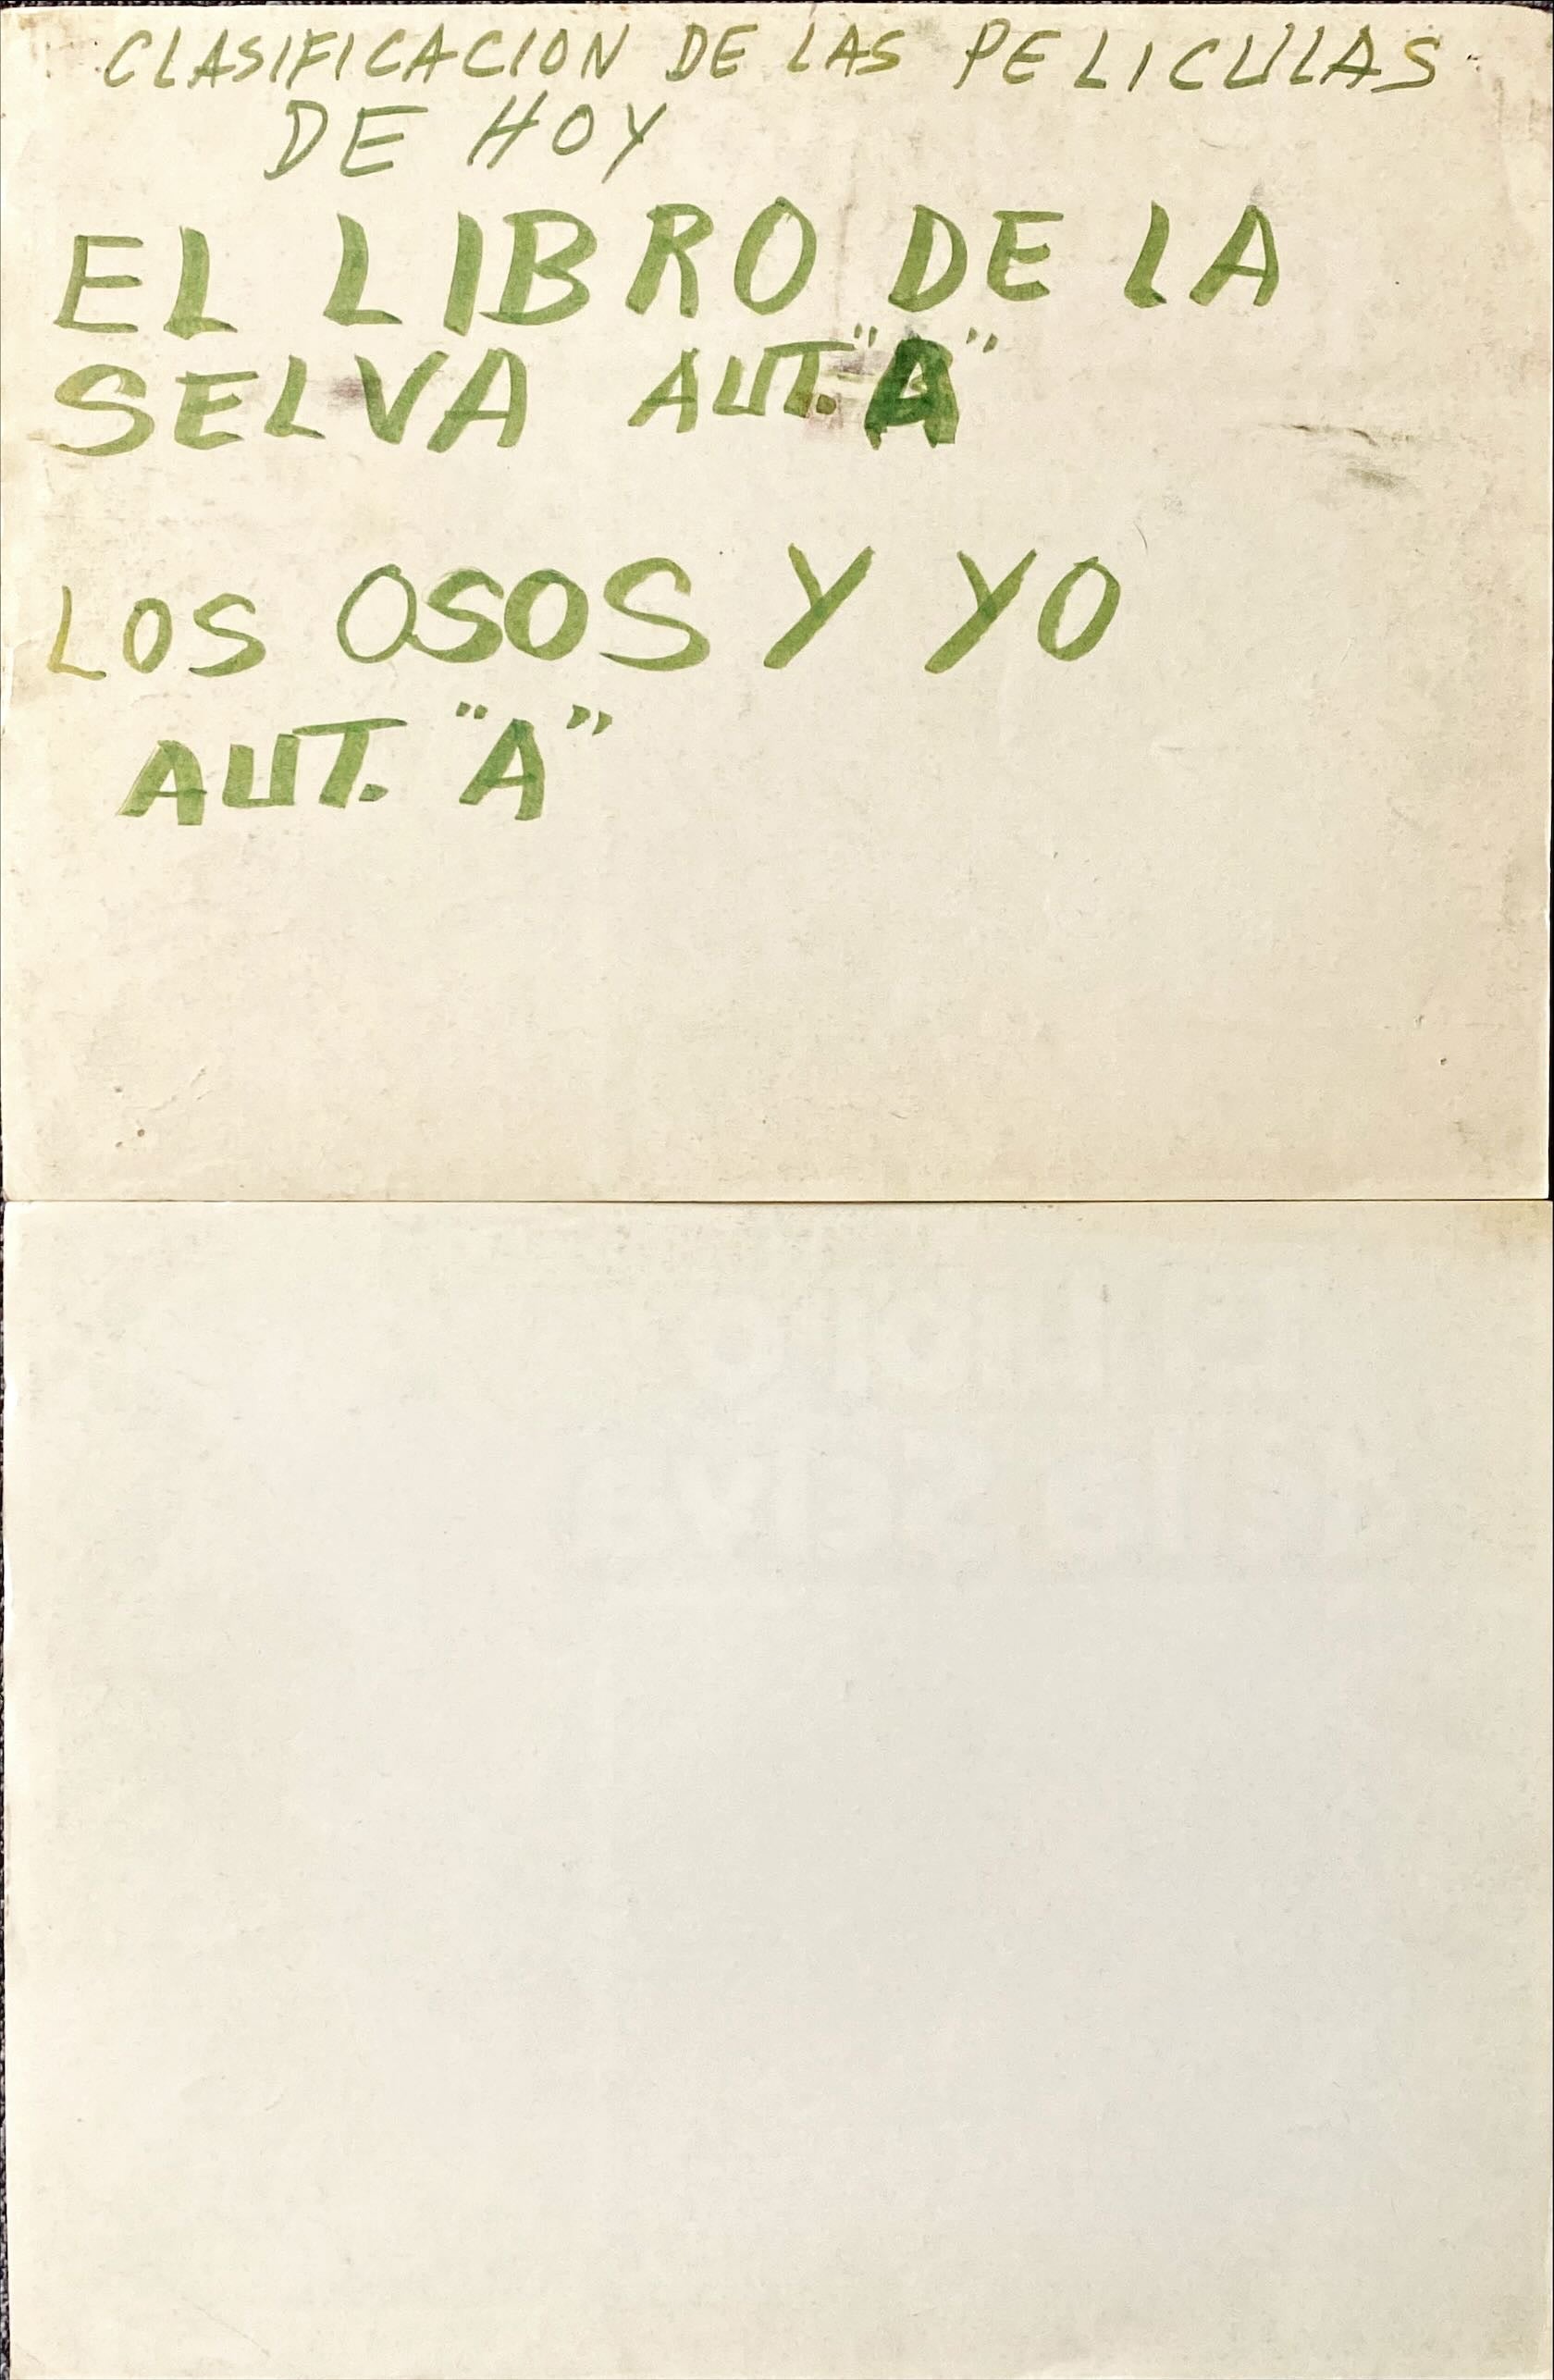 CLASIFICACION DE LAS PELICULAS
DE HOY
EL LIBRO DE LA
SELVA AUT. "A"
LOS OSOS Y YO
AUT. "A"